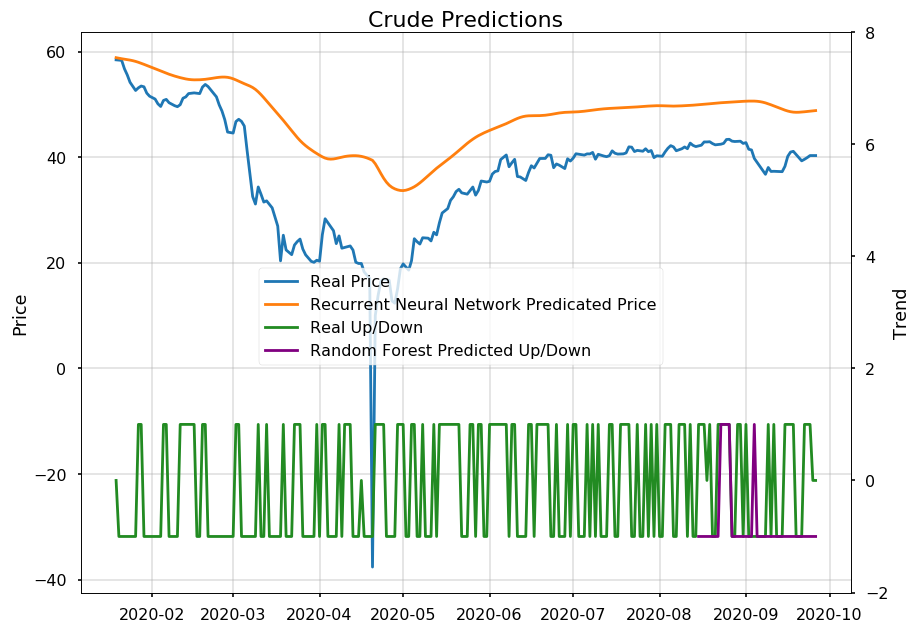 Crude Predictions
60
40
20
0
−20
−40
Price
8
6
4
2
0
−2
Trend
Real Price
Recurrent Neural Network Predicated Price
Real Up/Down
Random Forest Predicted Up/Down
2020-02 2020-03 2020-04 2020-05 2020-06 2020-07 2020-08 2020-09 2020-10